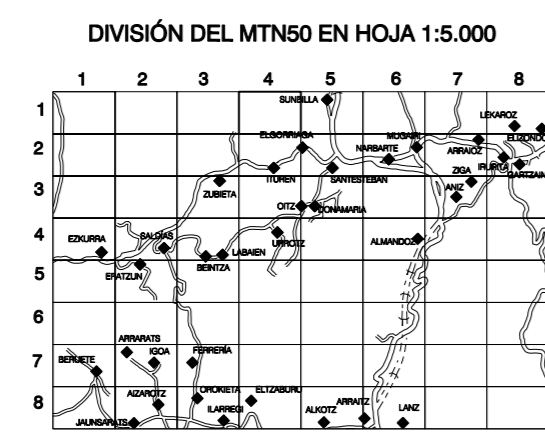 DIVISIÓN DEL MTN50 EN HOJA 1:5.000
1 2 3 4 5 6 7 8
1
SUNBILLA
LEKAROZ
ELIZONDO
2
ELGORRIAGA
NARBARTE
MUGAIRI
ARRAIOZ
IRURITA
GARTZAIN
ITUREN
SANTESTEBAN
ZIGA
3
ZUBIETA
ANIZ
OITZ
DONAMARIA
4
EZKURRA
SALDIAS
LABAIEN
URROTZ
ALMANDOZ
BEINTZA
5
ERATZUN
6
ARRARATS
7
BERUETE
IGOA
FERRERÍA
8
AIZAROTZ
OROKIETA
ELTZABURU
ILARREGI
ALKOTZ
ARRAITZ
LANZ
JAUNSARATS